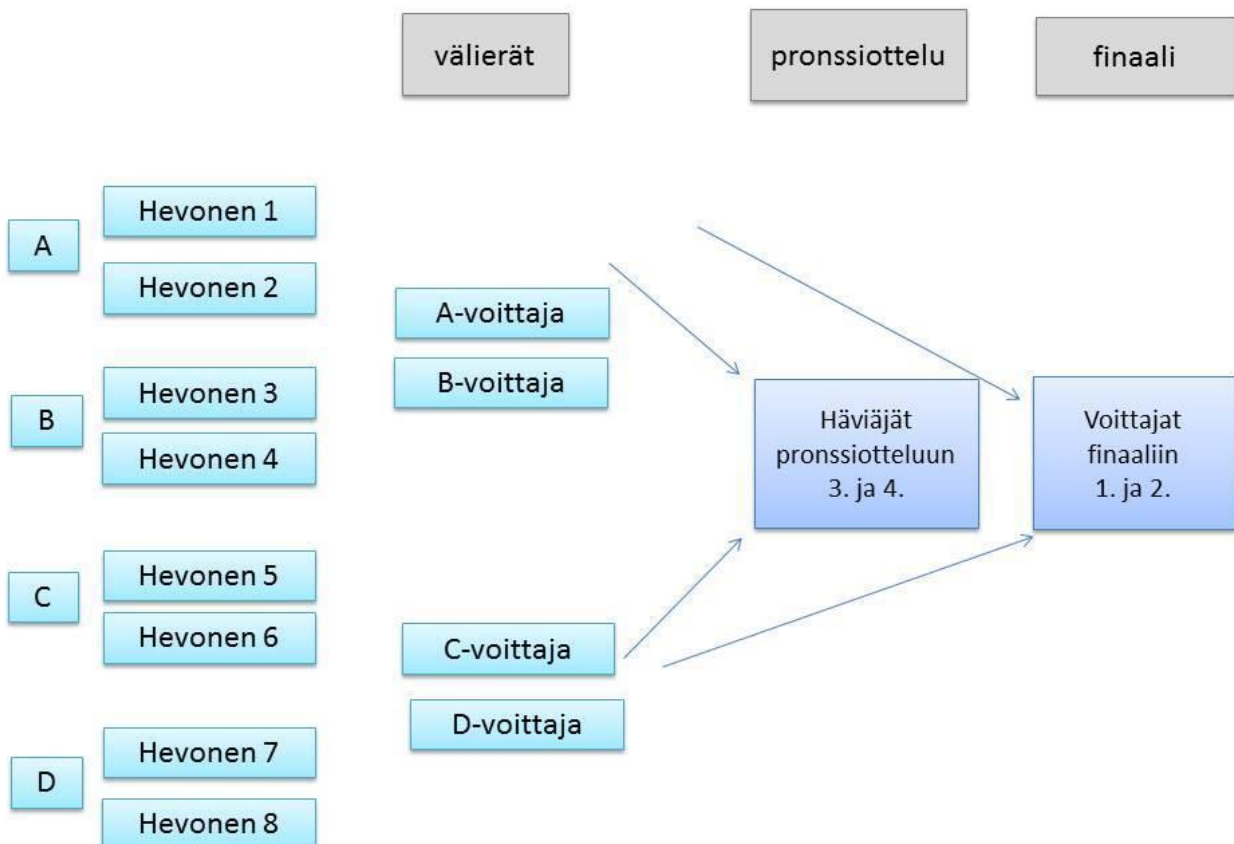 välierät
pronssiottelu
finaali
A
Hevonen 1
Hevonen 2
B
Hevonen 3
Hevonen 4
C
Hevonen 5
Hevonen 6
D
Hevonen 7
Hevonen 8
A-voittaja
B-voittaja
C-voittaja
D-voittaja
Häviäjät
pronssiotteluun
3. ja 4.
Voittajat
finaaliin
1. ja 2.